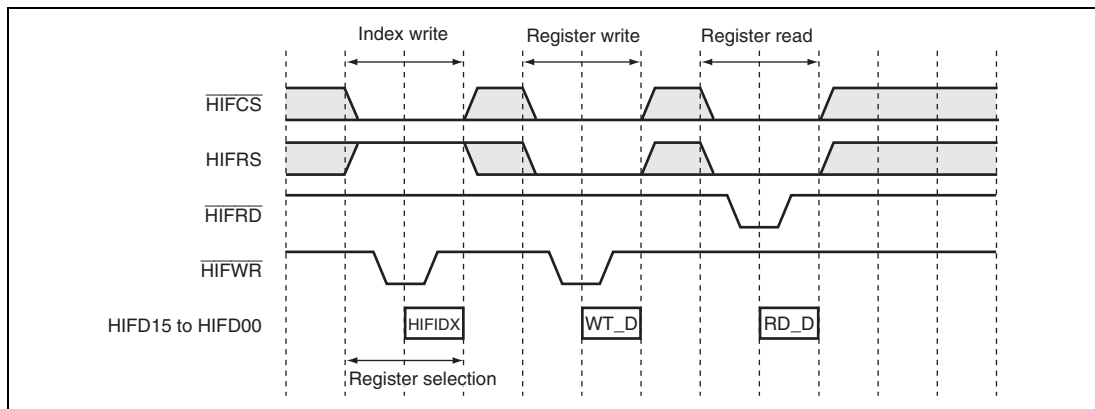 Index write
Register write
Register read
HIFCS
HIFRS
HIFRD
HIFWR
HIFD15 to HIFD00
HIFIDX
WT_D
RD_D
Register selection